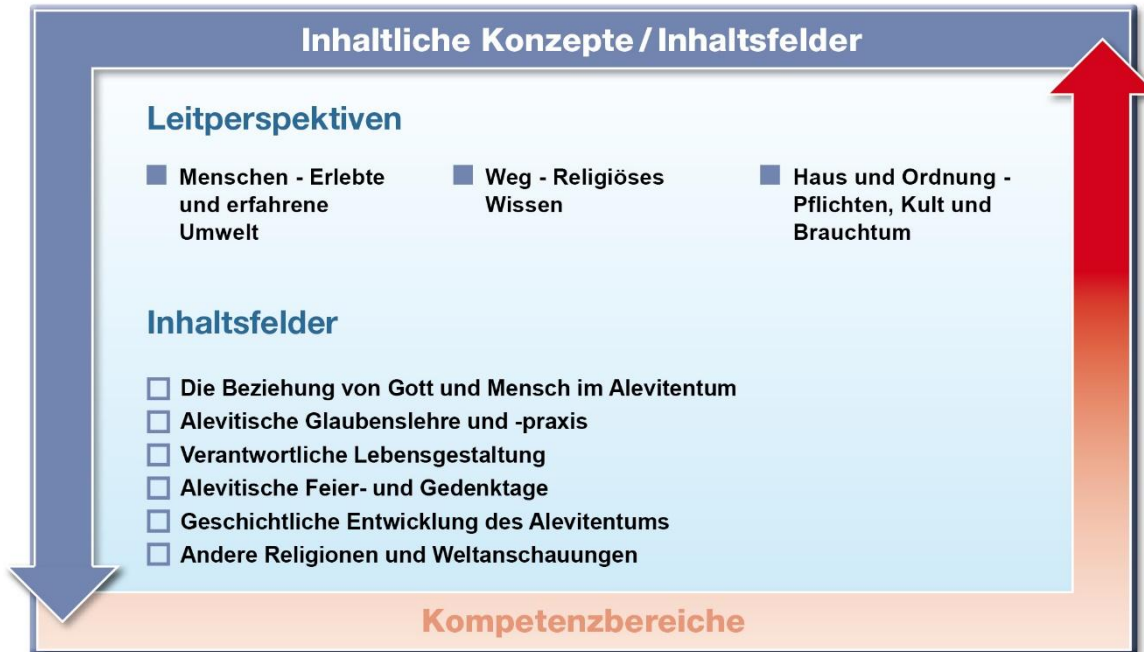 Inhaltliche Konzepte / Inhaltsfelder
Leitperspektiven
Menschen - Erlebte
und erfahrene
Umwelt
Weg - Religiöses
Wissen
Haus und Ordnung -
Pflichten, Kult und
Brauchtum
Inhaltsfelder
Die Beziehung von Gott und Mensch im Alevitentum
Alevitische Glaubenslehre und -praxis
Verantwortliche Lebensgestaltung
Alevitische Feier- und Gedenktage
Geschichtliche Entwicklung des Alevitentums
Andere Religionen und Weltanschauungen
Kompetenzbereiche